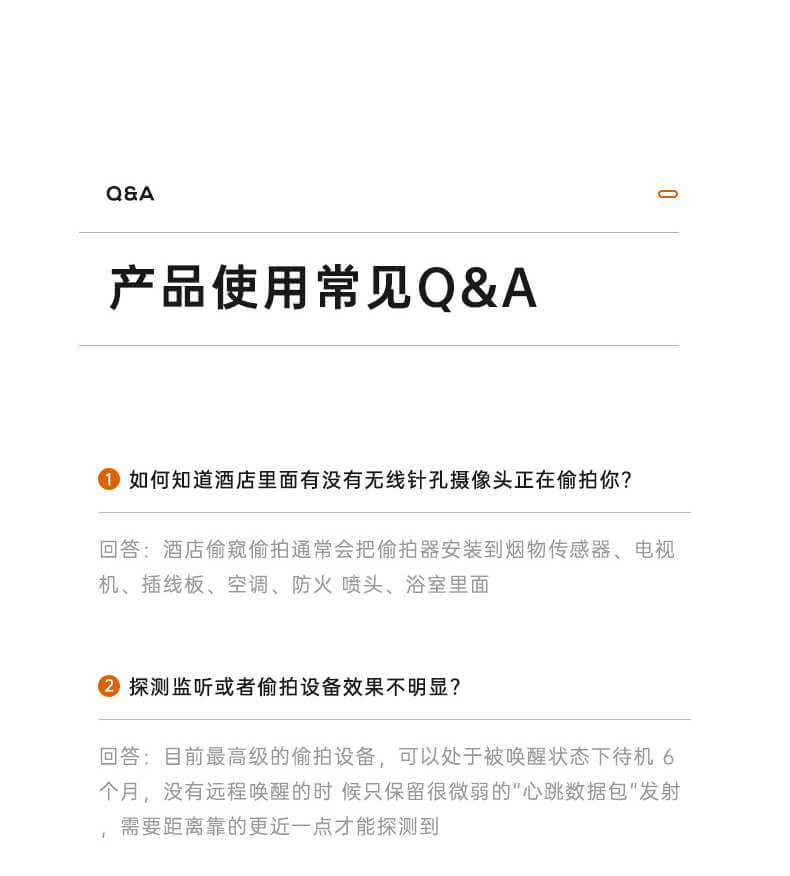 Q&A
产品使用常见Q&A
1 如何知道酒店里面有没有无线针孔摄像头正在偷拍你?
回答: 酒店偷窥偷拍通常会把偷拍器安装到烟物传感器、电视
机、插线板、空调、防火 喷头、浴室里面
2 探测监听或者偷拍设备效果不明显?
回答: 目前最高级的偷拍设备, 可以处于被唤醒状态下待机 6
个月, 没有远程唤醒的时 候只保留很微弱的"心跳数据包"发射
, 需要距离靠的更近一点才能探测到